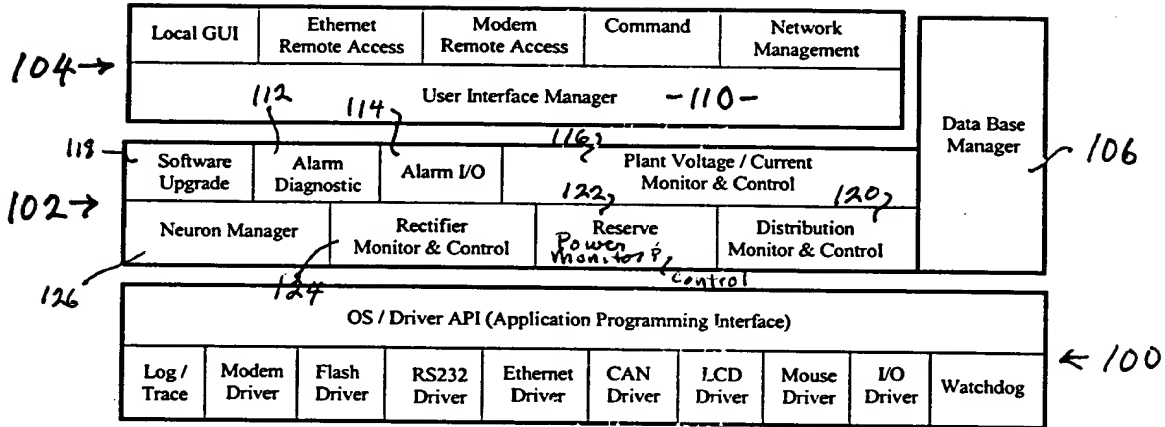 Local GUI
Ethernet
Remote Access
Modem
Remote Access
Command
Network
Management
104
User Interface Manager -110-
112
114
116
Data Base
Manager
106
118
Software
Upgrade
Alarm
Diagnostic
Alarm I/O
Plant Voltage / Current
Monitor & Control
102
122
120
Neuron Manager
Rectifier
Monitor & Control
Reserve
Power
Monitor &
Control
Distribution
Monitor & Control
126
124
OS / Driver API (Application Programming Interface)
100
Log /
Trace
Modem
Driver
Flash
Driver
RS232
Driver
Ethernet
Driver
CAN
Driver
LCD
Driver
Mouse
Driver
I/O
Driver
Watchdog